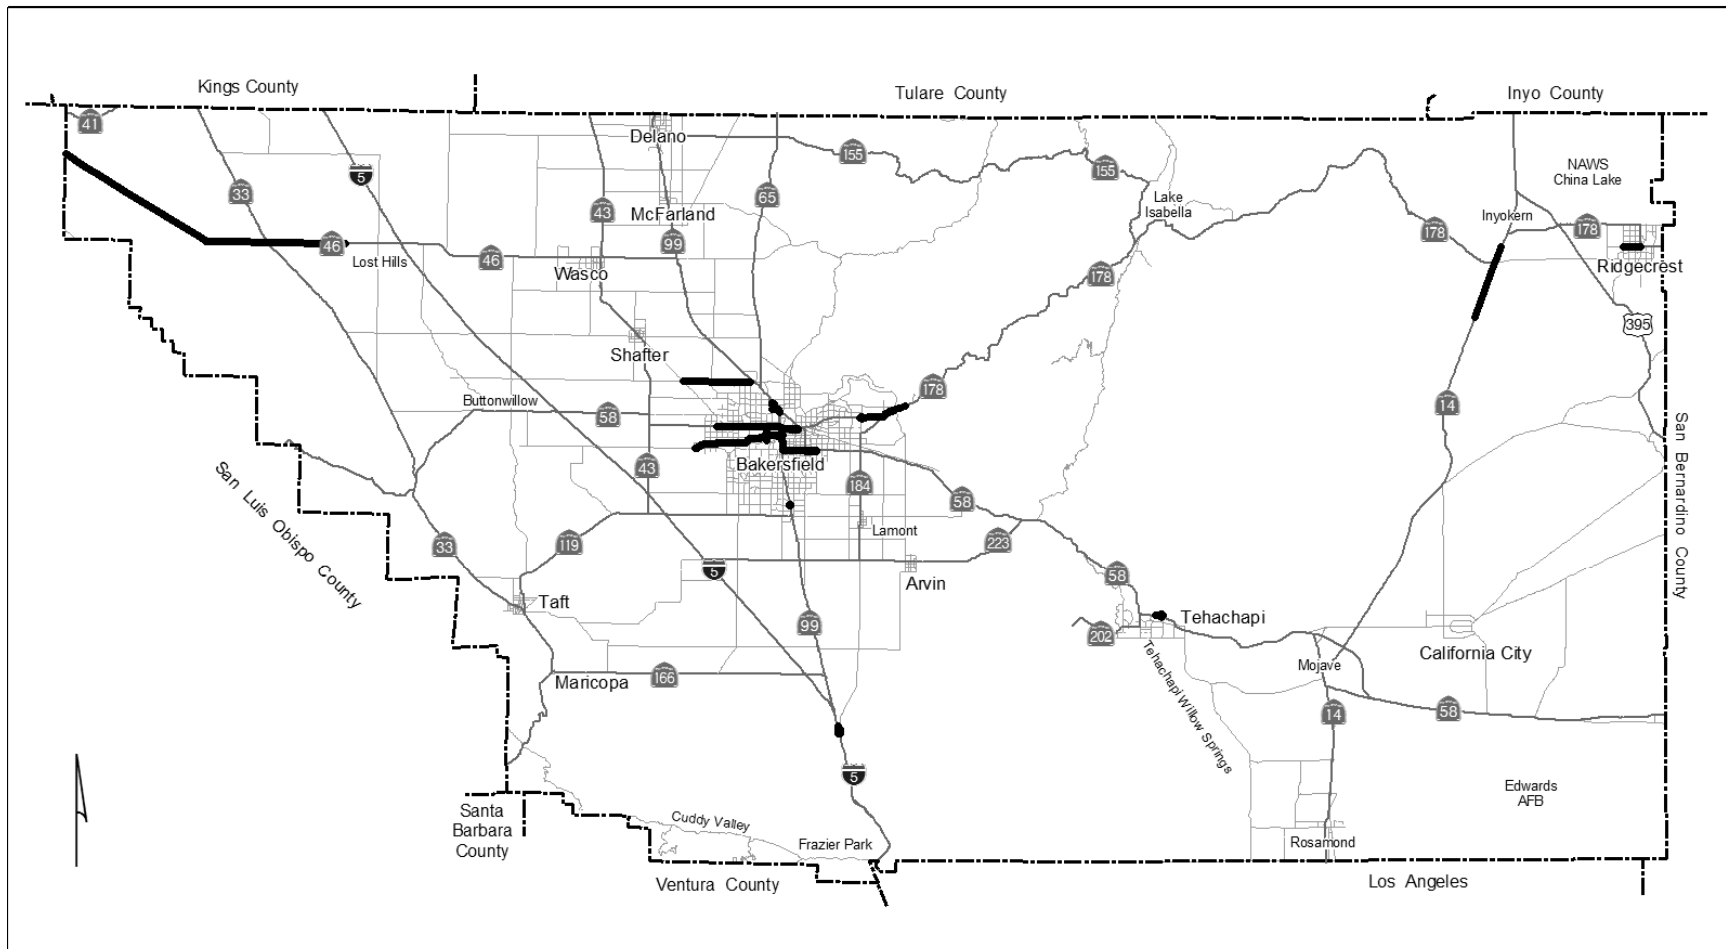 Kings County
Tulare County
Inyo County
41
Delano
155
155
NAWS
China Lake
5
33
65
43
McFarland
Lake
Isabella
Inyokern
178
178
99
46
Lost Hills
46
Wasco
178
Ridgecrest
395
Shafter
178
Buttonwillow
58
14
Bakersfield
43
184
58
San Luis Obispo County
San Bernardino County
Lamont
33
119
223
5
Arvin
58
Taft
99
Tehachapi
202
Tehachapi Willow Springs
Mojave
California City
Maricopa
166
14
58
5
Edwards
AFB
Santa
Barbara
County
Cuddy Valley
Frazier Park
Rosamond
Ventura County
Los Angeles